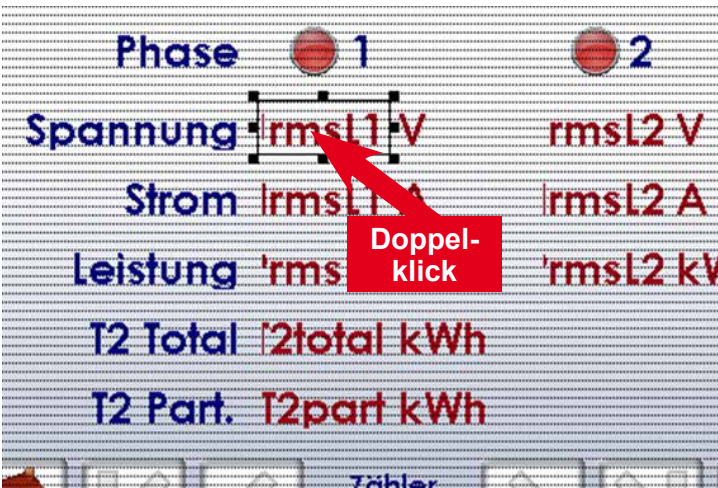 Phase 1 2
Spannung rmsL1 V rmsL2 V
Strom IrmsL1 A IrmsL2 A
Doppel-
klick
Leistung rms rmsL2 kW
T2 Total T2total kWh
T2 Part. T2part kWh
Zähler